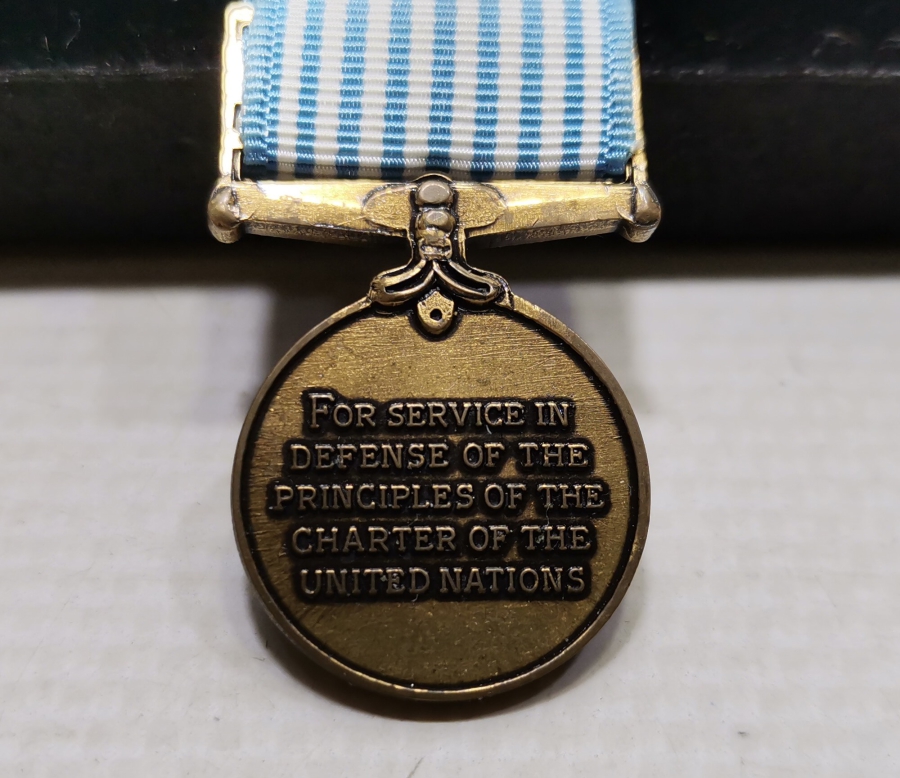 FOR SERVICE IN
DEFENSE OF THE
PRINCIPLES OF THE
CHARTER OF THE
UNITED NATIONS